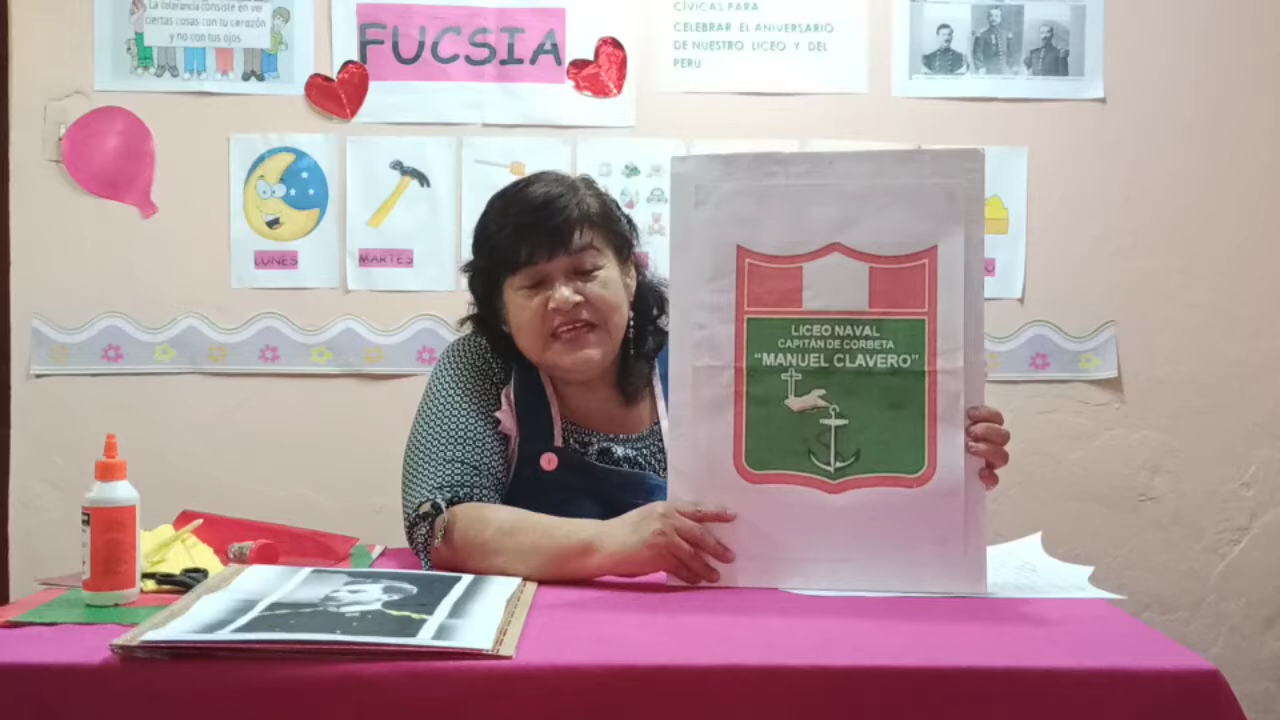 La tolerancia consiste en ver
ciertas cosas con tu corazón
y no con tus ojos
FUCSIA
CÍVICAS PARA
CELEBRAR EL ANIVERSARIO
DE NUESTRO LICEO Y DEL
PERÚ
LUNES
MARTES
LICEO NAVAL
CAPITÁN DE CORBETA
“MANUEL CLAVERO”